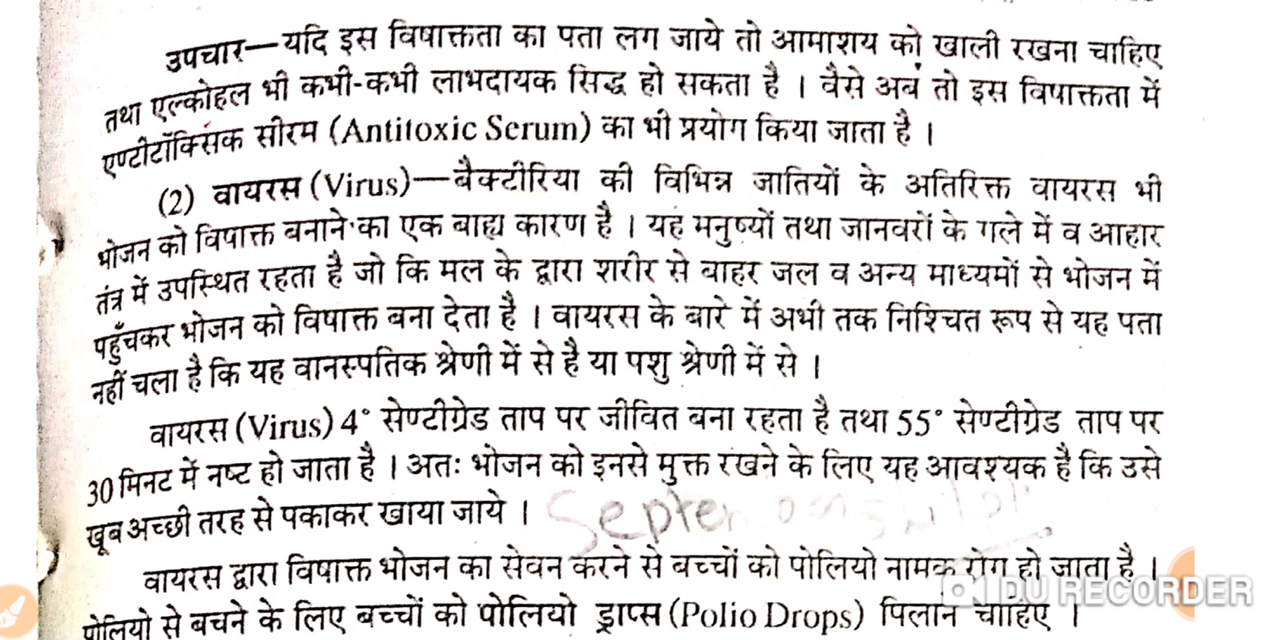 उपचार—यदि इस विषाक्तता का पता लग जाये तो आमाशय को खाली रखना चाहिए
तथा एल्कोहल भी कभी-कभी लाभदायक सिद्ध हो सकता है । वैसे अब तो इस विषाक्तता में
एण्टीटॉक्सिक सीरम (Antitoxic Serum) का भी प्रयोग किया जाता है ।
(2) वायरस (Virus)—बैक्टीरिया की विभिन्न जातियों के अतिरिक्त वायरस भी
भोजन को विषाक्त बनाने का एक बाह्य कारण है । यह मनुष्यों तथा जानवरों के गले में व आहार
तंत्र में उपस्थित रहता है जो कि मल के द्वारा शरीर से बाहर जल व अन्य माध्यमों से भोजन में
पहुँचकर भोजन को विषाक्त बना देता है । वायरस के बारे में अभी तक निश्चित रूप से यह पता
नहीं चला है कि यह वानस्पतिक श्रेणी में से है या पशु श्रेणी में से ।
वायरस (Virus) 4° सेण्टीग्रेड ताप पर जीवित बना रहता है तथा 55° सेण्टीग्रेड ताप पर
30 मिनट में नष्ट हो जाता है । अतः भोजन को इनसे मुक्त रखने के लिए यह आवश्यक है कि उसे
खूब अच्छी तरह से पकाकर खाया जाये ।
वायरस द्वारा विषाक्त भोजन का सेवन करने से बच्चों को पोलियो नामक रोग हो जाता है ।
DU RECORDER
पोलियो से बचने के लिए बच्चों को पोलियो ड्राप्स (Polio Drops) पिलाने चाहिए ।